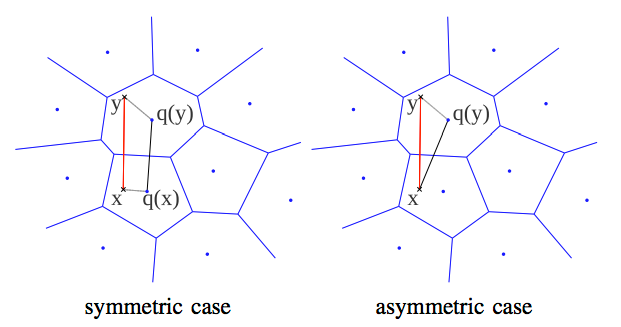 y q(y) y q(y)
x q(x) x
symmetric case asymmetric case